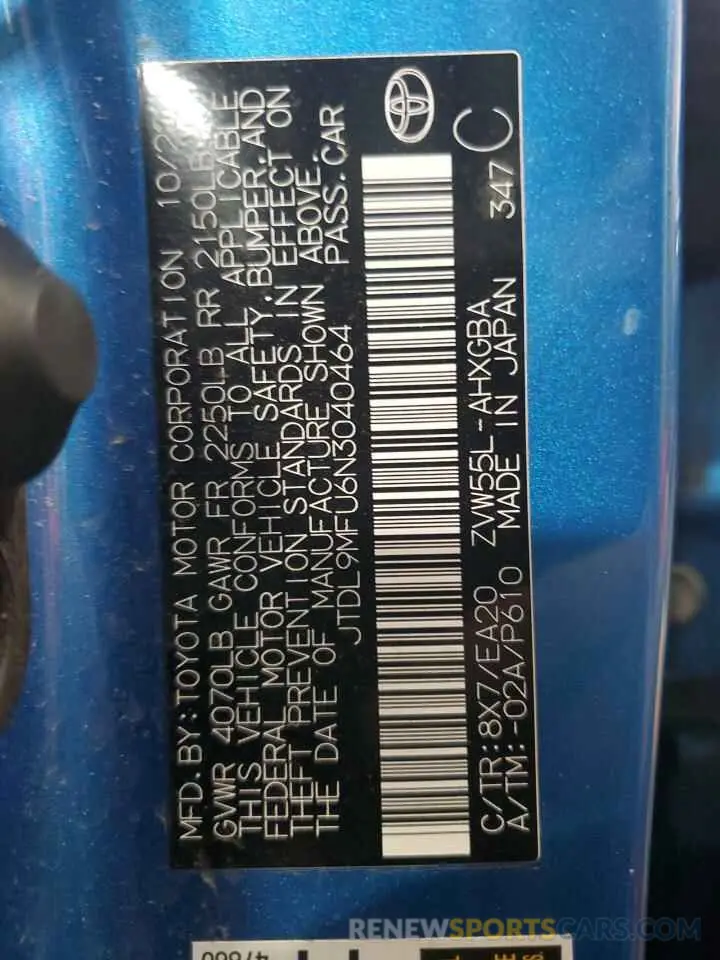 MFD.BY:TOYOTA MOTOR CORPORATION 10/2
GVWR 4070LB GAWR FR 2250LB RR 2150LB
THIS VEHICLE CONFORMS TO ALL APPLICABLE
FEDERAL MOTOR VEHICLE SAFETY,BUMPER,AND
THEFT PREVENTION STANDARDS IN EFFECT ON
THE DATE OF MANUFACTURE SHOWN ABOVE.
JTDL9MFU6N3040464 PASS.CAR
C/TR:8X7/EA20 ZVW55L-AHXGBA
A/TM:-02A/P610 MADE IN JAPAN 347 C
RENEWSPORTSCARS.COM